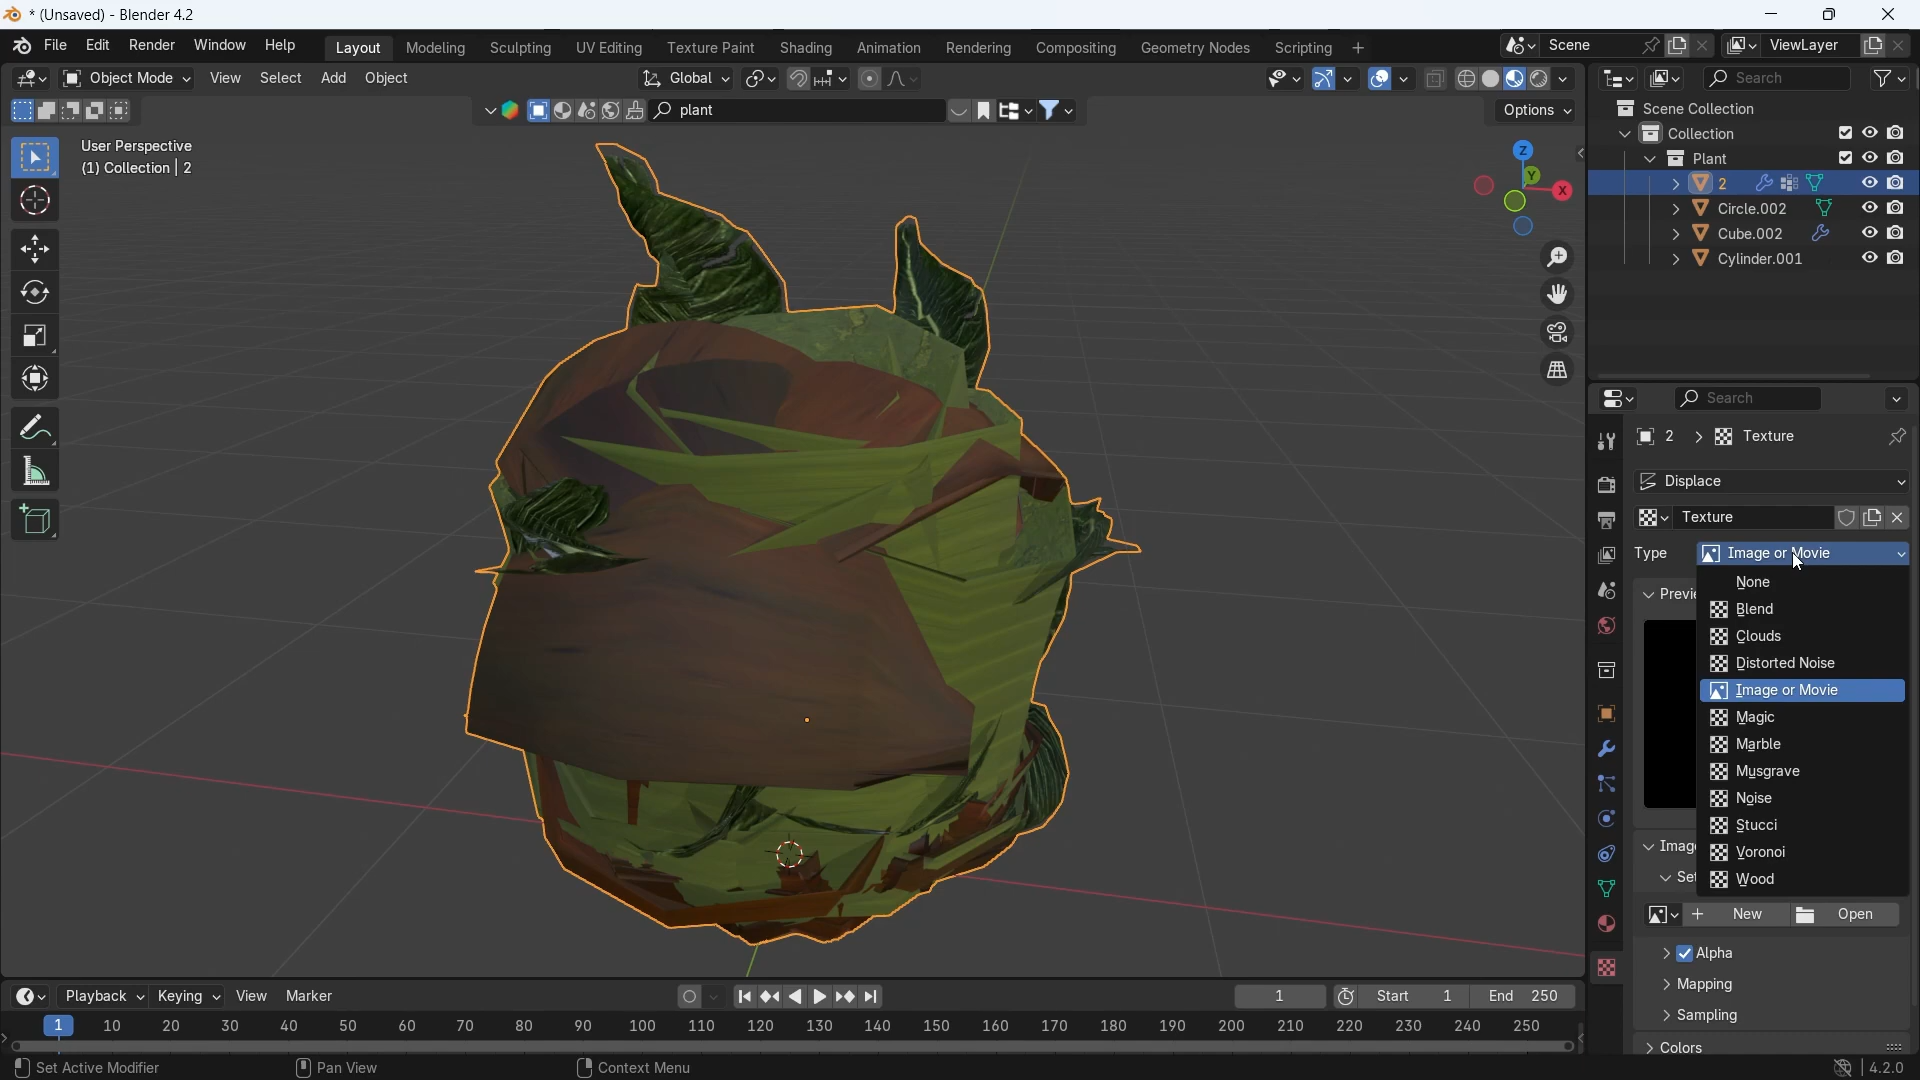 * (Unsaved) - Blender 4.2
File Edit Render Window Help
Layout Modeling Sculpting UV Editing Texture Paint Shading Animation Rendering Compositing Geometry Nodes Scripting +
Scene
ViewLayer
Object Mode View Select Add Object
Global
Search
plant
Options
User Perspective
(1) Collection | 2
Z
Y
X
Scene Collection
Collection
Plant
2
Circle.002
Cube.002
Cylinder.001
Search
2 > Texture
Displace
Texture
Type Image or Movie
None
Blend
Clouds
Distorted Noise
Image or Movie
Magic
Marble
Musgrave
Noise
Stucci
Voronoi
Wood
Previe
Imag
Set
New Open
Alpha
Mapping
Sampling
Colors
Playback Keying View Marker
1
Start 1 End 250
1 10 20 30 40 50 60 70 80 90 100 110 120 130 140 150 160 170 180 190 200 210 220 230 240 250
Set Active Modifier
Pan View
Context Menu
4.2.0